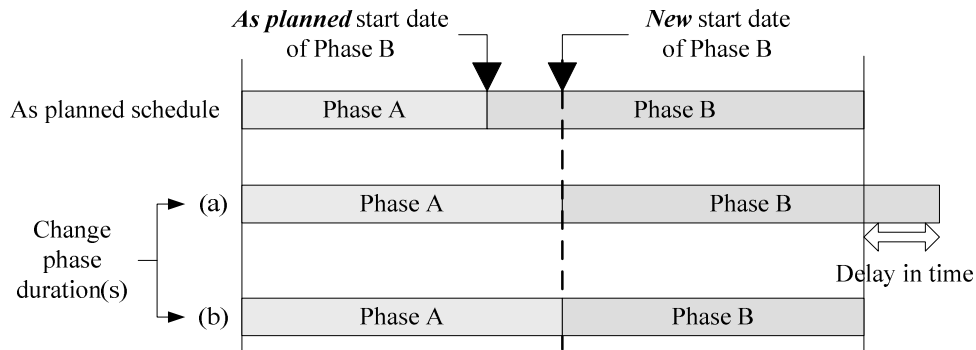 As planned start date
of Phase B
New start date
of Phase B
As planned schedule
Phase A
Phase B
(a)
Phase A
Phase B
Change
phase
duration(s)
Delay in time
(b)
Phase A
Phase B